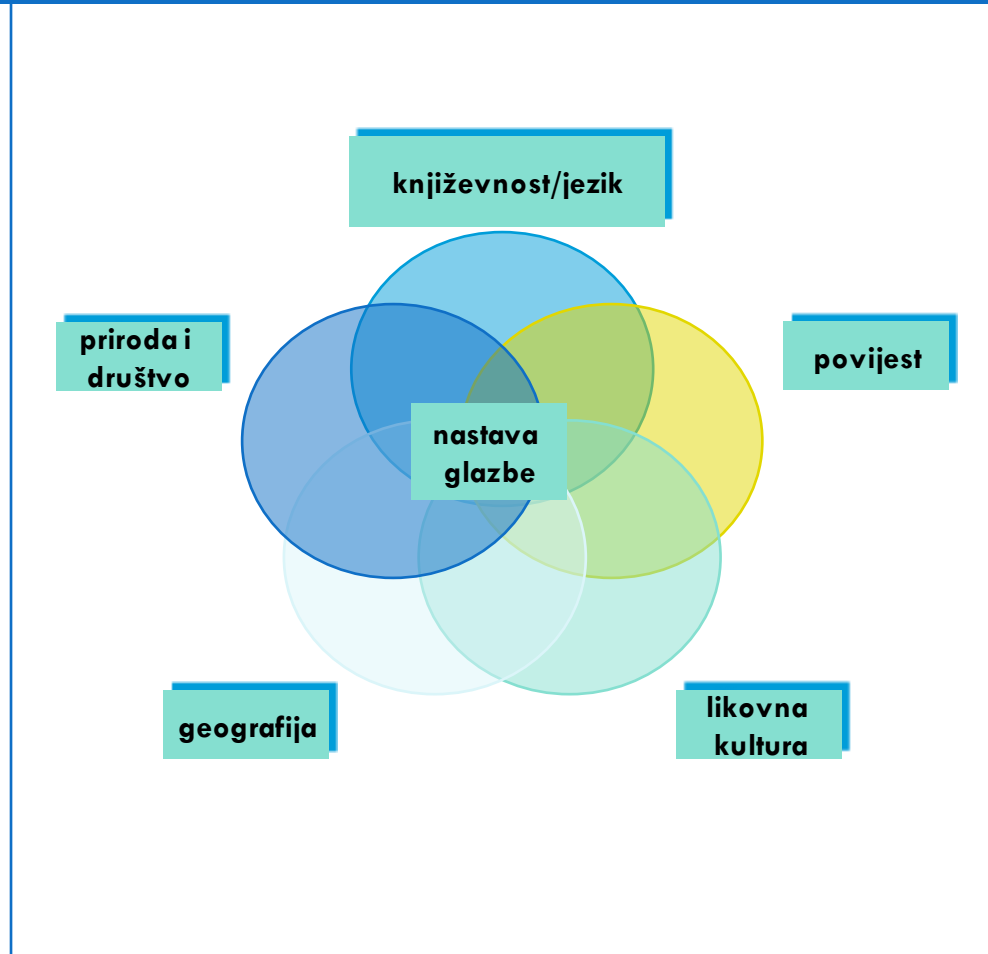 književnost/jezik
priroda i
društvo
povijest
nastava
glazbe
geografija
likovna
kultura